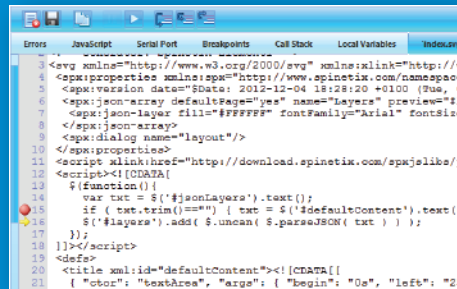 Errors JavaScript Serial Port Breakpoints Call Stack Local Variables
3 <svg xmlns="http://www.w3.org/2000/svg" xmlns:xlink="http://
4 <spx:properties xmlns:spx="http://www.spinetix.com/namespac
5 <spx:version date="$Date: 2012-12-04 18:28:20 +0100 (Tue,
6 <spx:json-array defaultPage="yes" name="Layers" preview="#
7 <spx:json-layer fill="#FFFFFF" fontFamily="Arial" fontSiz
8 </spx:json-array>
9 <spx:dialog name="layout"/>
10 </spx:properties>
11 <script xlink:href="http://download.spinetix.com/spxjslibs/
12 <script><![CDATA[
13 $(function(){
14 var txt = $('#jsonLayers').text();
15 if ( txt.trim()=="") { txt = $('#defaultContent').text(
16 $('#layers').add( $.uncan( $.parseJSON( txt ) ) );
17 });
18 ]]></script>
19 <defs>
20 <title xml:id="defaultContent"><![CDATA[[
21 { "ctor": "textArea", "args": { "begin": "0s", "left": "2